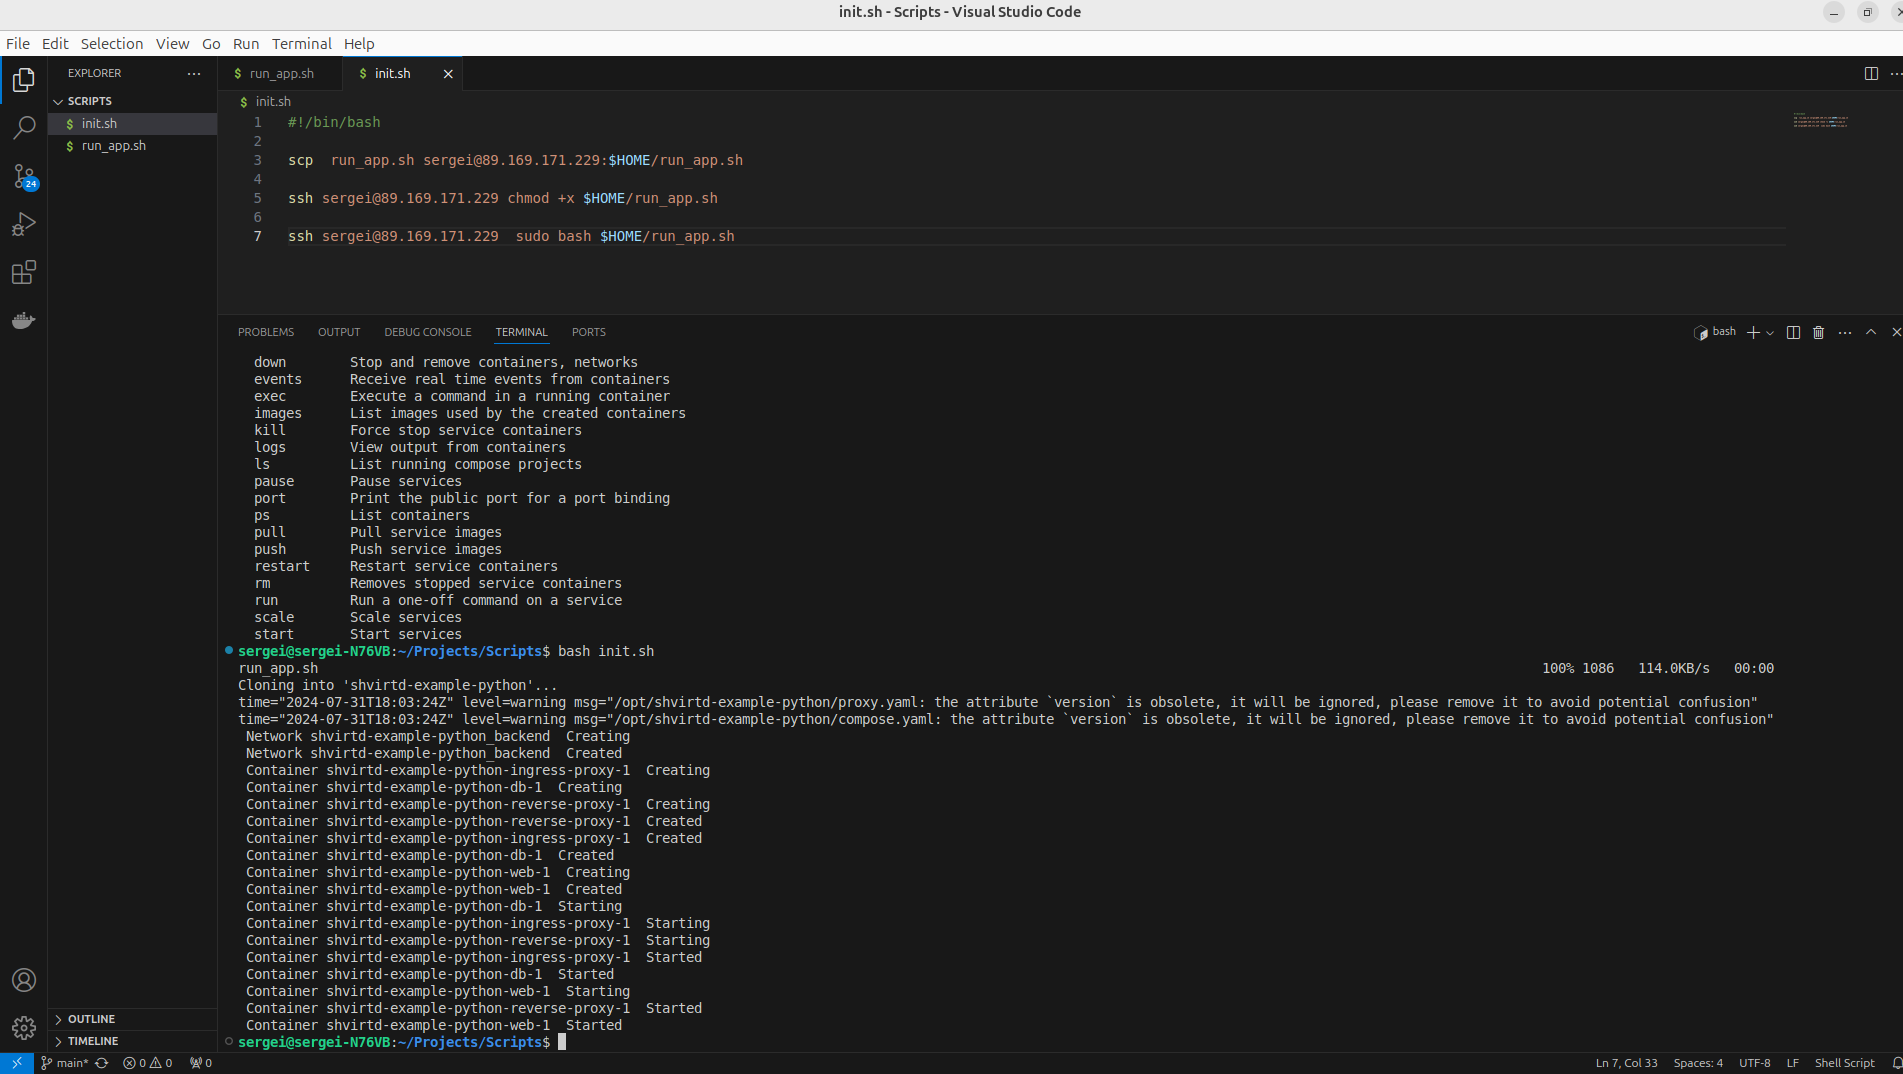 init.sh - Scripts - Visual Studio Code
File Edit Selection View Go Run Terminal Help
EXPLORER
SCRIPTS
$ init.sh
$ run_app.sh
24
$ run_app.sh
$ init.sh
$ init.sh
1 #!/bin/bash
2
3 scp  run_app.sh sergei@89.169.171.229:$HOME/run_app.sh
4
5 ssh sergei@89.169.171.229 chmod +x $HOME/run_app.sh
6
7 ssh sergei@89.169.171.229  sudo bash $HOME/run_app.sh
PROBLEMS OUTPUT DEBUG CONSOLE TERMINAL PORTS
bash
down        Stop and remove containers, networks
events      Receive real time events from containers
exec        Execute a command in a running container
images      List images used by the created containers
kill        Force stop service containers
logs        View output from containers
ls          List running compose projects
pause       Pause services
port        Print the public port for a port binding
ps          List containers
pull        Pull service images
push        Push service images
restart     Restart service containers
rm          Removes stopped service containers
run         Run a one-off command on a service
scale       Scale services
start       Start services
sergei@sergei-N76VB:~/Projects/Scripts$ bash init.sh
run_app.sh 100% 1086   114.0KB/s   00:00
Cloning into 'shvirtd-example-python'...
time="2024-07-31T18:03:24Z" level=warning msg="/opt/shvirtd-example-python/proxy.yaml: the attribute `version` is obsolete, it will be ignored, please remove it to avoid potential confusion"
time="2024-07-31T18:03:24Z" level=warning msg="/opt/shvirtd-example-python/compose.yaml: the attribute `version` is obsolete, it will be ignored, please remove it to avoid potential confusion"
Network shvirtd-example-python_backend  Creating
Network shvirtd-example-python_backend  Created
Container shvirtd-example-python-ingress-proxy-1  Creating
Container shvirtd-example-python-db-1  Creating
Container shvirtd-example-python-reverse-proxy-1  Creating
Container shvirtd-example-python-reverse-proxy-1  Created
Container shvirtd-example-python-ingress-proxy-1  Created
Container shvirtd-example-python-db-1  Created
Container shvirtd-example-python-web-1  Creating
Container shvirtd-example-python-web-1  Created
Container shvirtd-example-python-db-1  Starting
Container shvirtd-example-python-ingress-proxy-1  Starting
Container shvirtd-example-python-reverse-proxy-1  Starting
Container shvirtd-example-python-ingress-proxy-1  Started
Container shvirtd-example-python-db-1  Started
Container shvirtd-example-python-web-1  Starting
Container shvirtd-example-python-reverse-proxy-1  Started
Container shvirtd-example-python-web-1  Started
sergei@sergei-N76VB:~/Projects/Scripts$
OUTLINE
TIMELINE
main* 0 0 0 Ln 7, Col 33 Spaces: 4 UTF-8 LF Shell Script